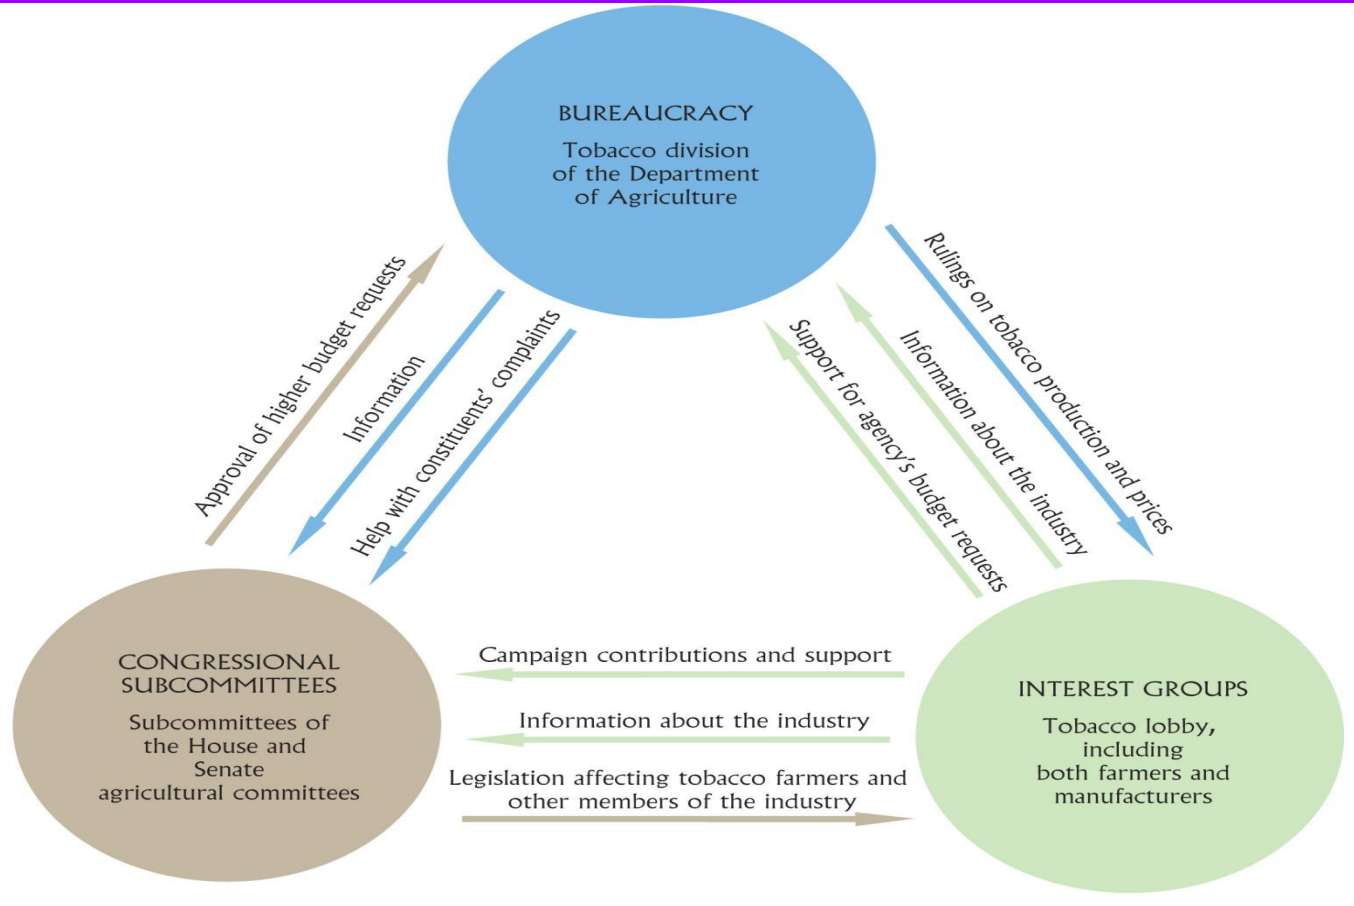 BUREAUCRACY
Tobacco division
of the Department
of Agriculture
Approval of higher budget requests
Information
Help with constituents' complaints
Support for agency's budget requests
Information about the industry
Rulings on tobacco production and prices
CONGRESSIONAL
SUBCOMMITTEES
Subcommittees of
the House and
Senate
agricultural committees
Campaign contributions and support
Information about the industry
Legislation affecting tobacco farmers and
other members of the industry
INTEREST GROUPS
Tobacco lobby,
including
both farmers and
manufacturers